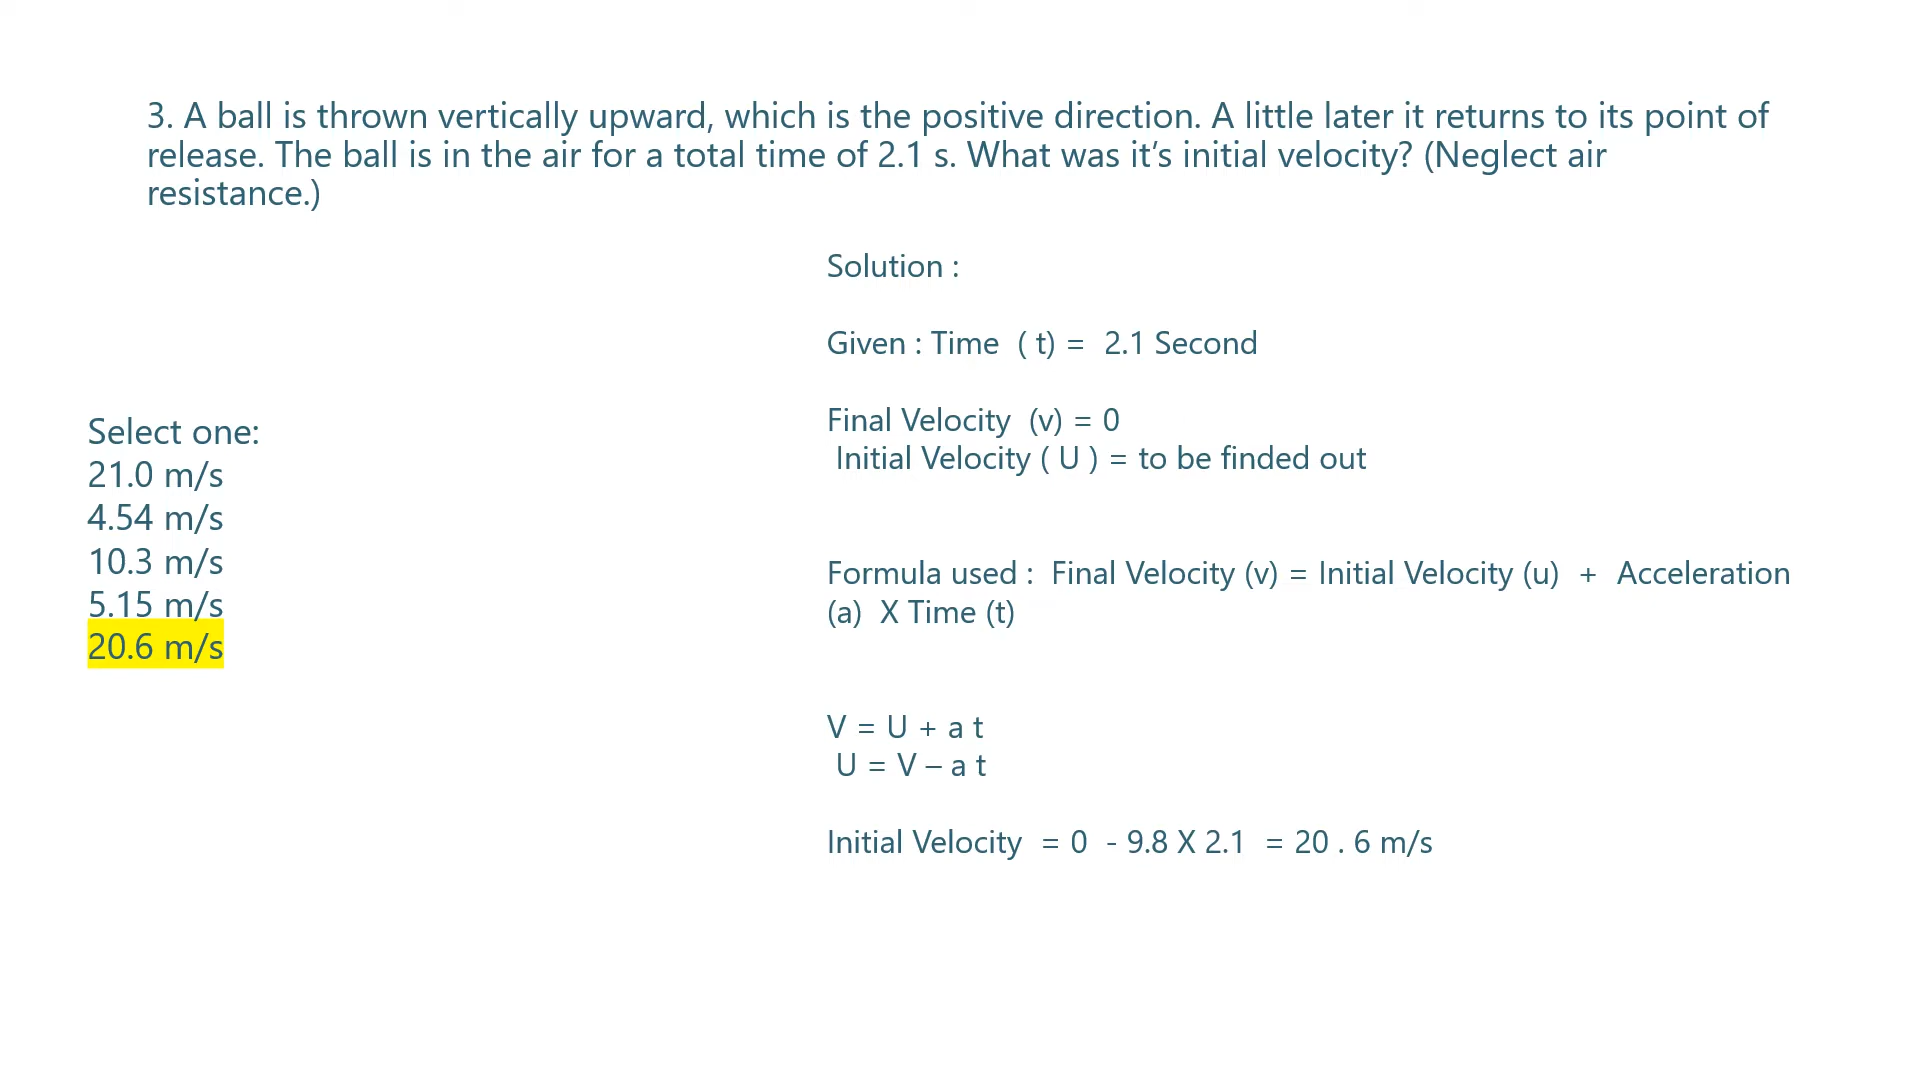 3. A ball is thrown vertically upward, which is the positive direction. A little later it returns to its point of
release. The ball is in the air for a total time of 2.1 s. What was it’s initial velocity? (Neglect air
resistance.)
Select one:
21.0 m/s
4.54 m/s
10.3 m/s
5.15 m/s
20.6 m/s
Solution :
Given : Time  ( t) =  2.1 Second
Final Velocity  (v) = 0
Initial Velocity ( U ) = to be finded out
Formula used :  Final Velocity (v) = Initial Velocity (u)  +  Acceleration
(a)  X Time (t)
V = U + a t
U = V – a t
Initial Velocity  = 0  - 9.8 X 2.1  = 20 . 6 m/s